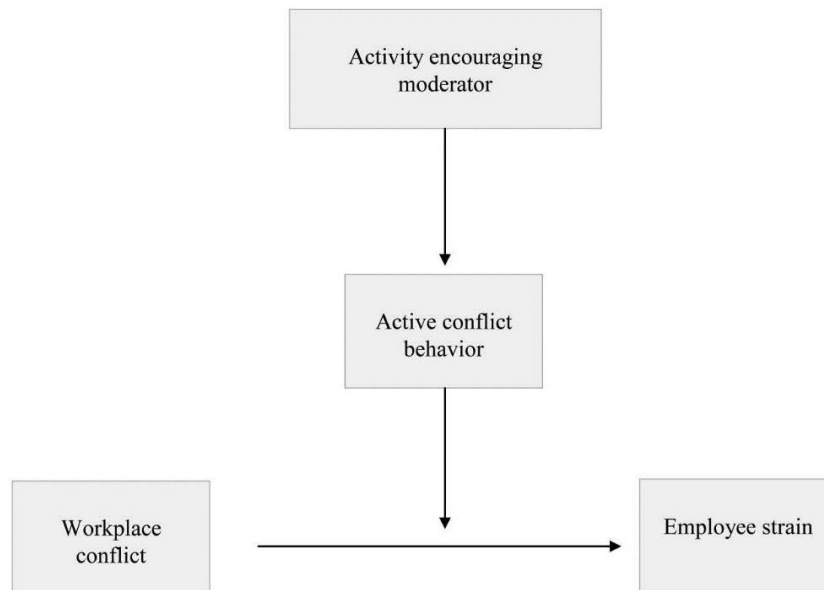 Activity encouraging
moderator
Active conflict
behavior
Workplace
conflict
Employee strain